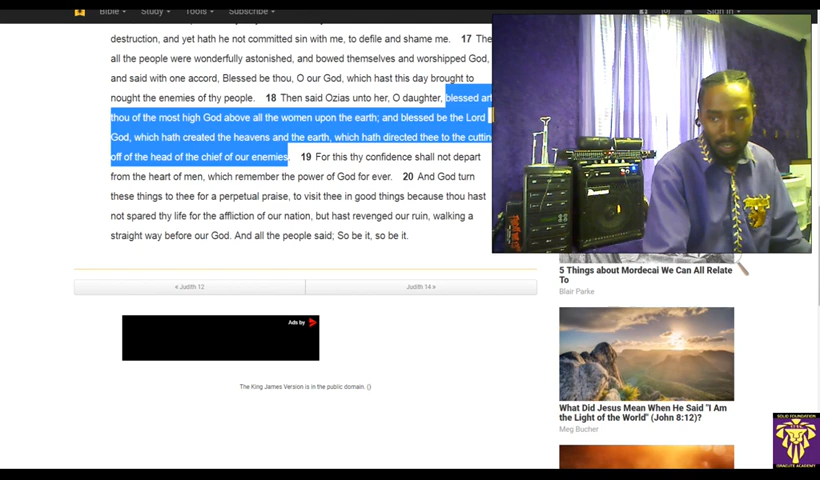 Bible Study Tools Subscribe Sign In
destruction, and yet hath he not committed sin with me, to defile and shame me. 17 The
all the people were wonderfully astonished, and bowed themselves and worshipped God,
and said with one accord, Blessed be thou, O our God, which hast this day brought to
nought the enemies of thy people. 18 Then said Ozias unto her, O daughter, blessed art
thou of the most high God above all the women upon the earth; and blessed be the Lord
God, which hath created the heavens and the earth, which hath directed thee to the cuttin
off of the head of the chief of our enemies. 19 For this thy confidence shall not depart
from the heart of men, which remember the power of God for ever. 20 And God turn
these things to thee for a perpetual praise, to visit thee in good things because thou hast
not spared thy life for the affliction of our nation, but hast revenged our ruin, walking a
straight way before our God. And all the people said; So be it, so be it.
« Judith 12
Judith 14 »
Ads by
The King James Version is in the public domain. ()
5 Things about Mordecai We Can All Relate
To
Blair Parke
What Did Jesus Mean When He Said "I Am
the Light of the World" (John 8:12)?
Meg Bucher
SOLID FOUNDATION
ISRAELITE ACADEMY